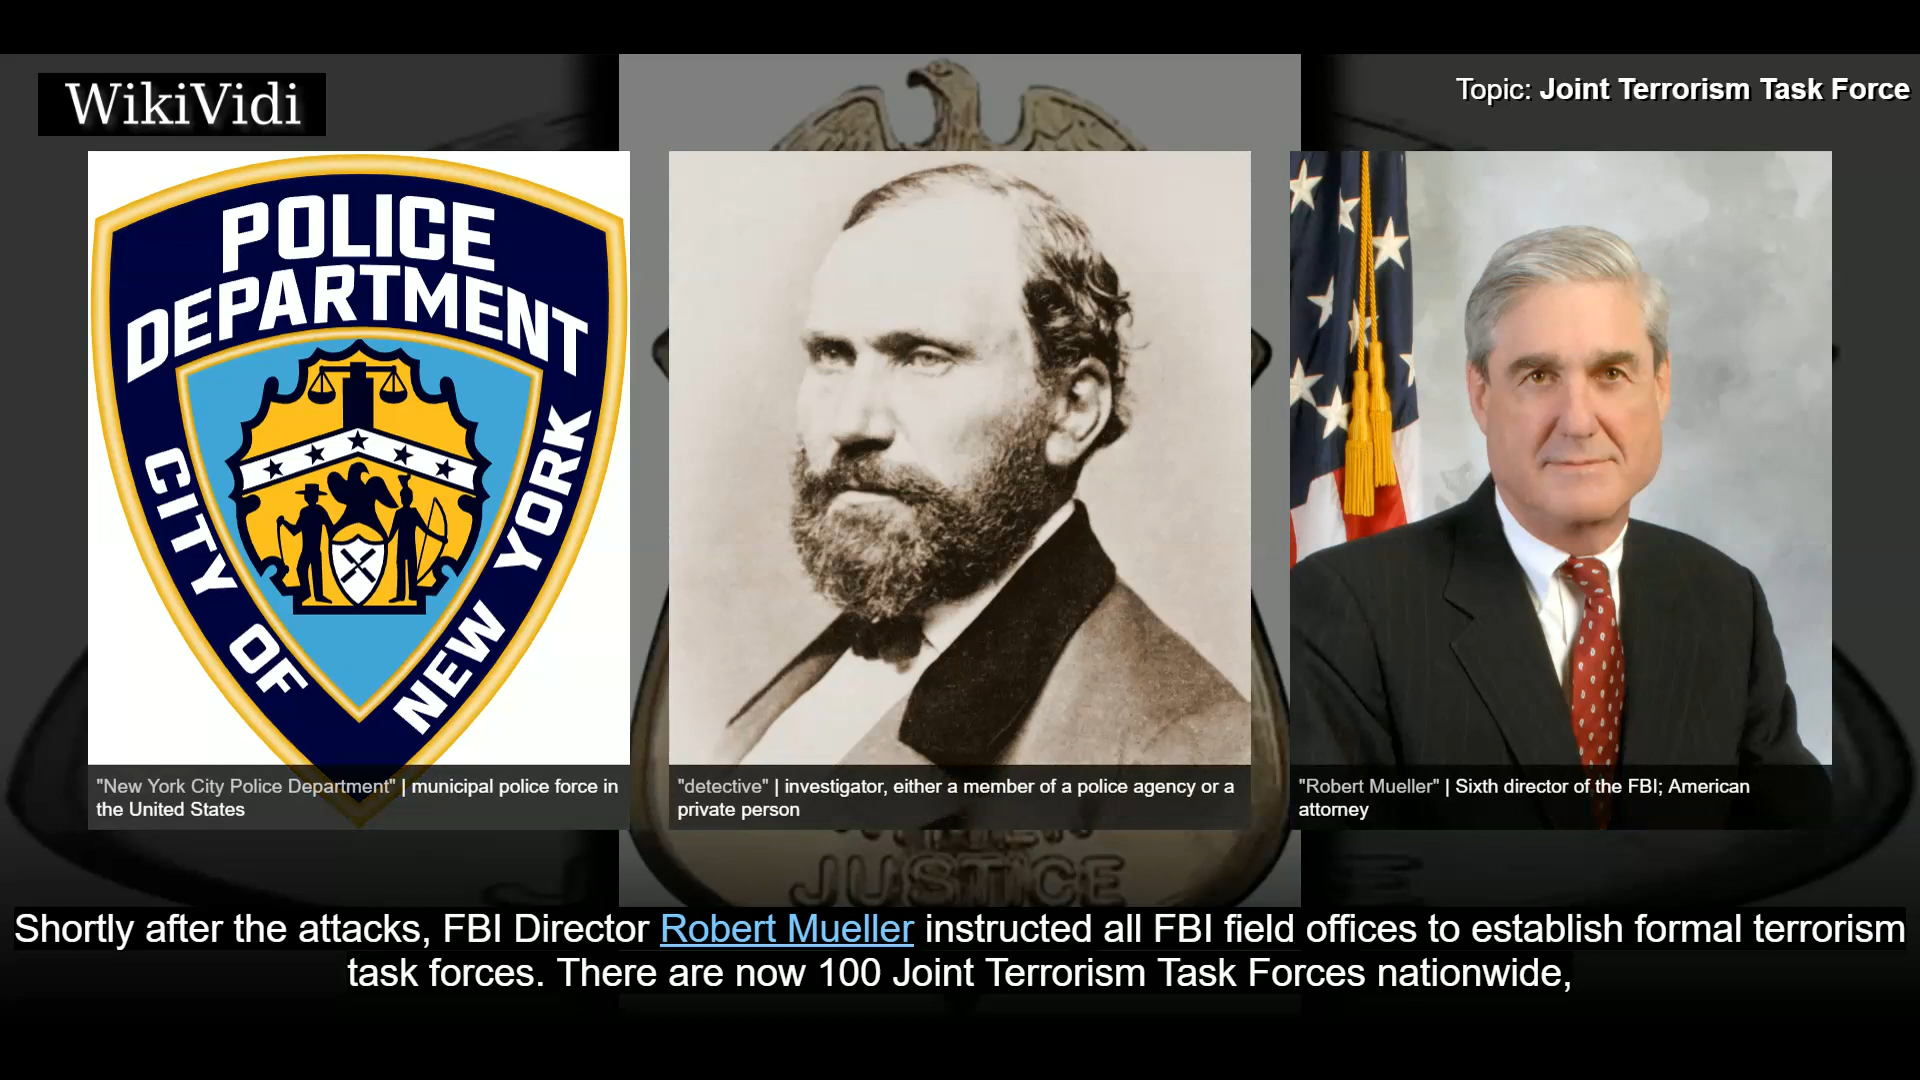 WikiVidi
Topic: Joint Terrorism Task Force
POLICE
DEPARTMENT
CITY OF
NEW YORK
"New York City Police Department" | municipal police force in
the United States
"detective" | investigator, either a member of a police agency or a
private person
"Robert Mueller" | Sixth director of the FBI; American
attorney
JUSTICE
Shortly after the attacks, FBI Director Robert Mueller instructed all FBI field offices to establish formal terrorism
task forces. There are now 100 Joint Terrorism Task Forces nationwide,